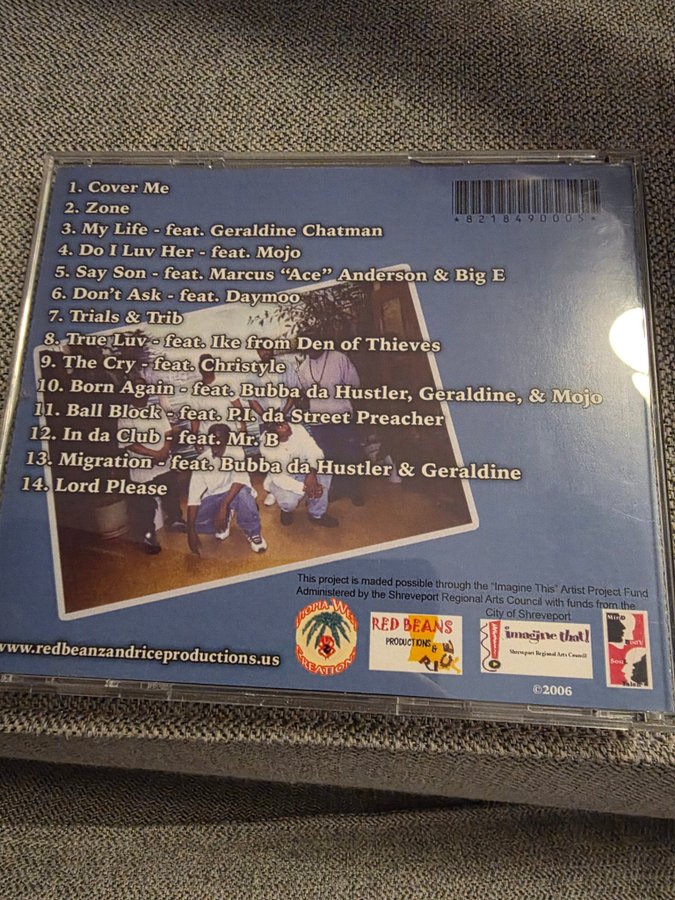 1. Cover Me
2. Zone
3. My Life - feat. Geraldine Chatman
4. Do I Luv Her - feat. Mojo
5. Say Son - feat. Marcus "Ace" Anderson & Big E
6. Don't Ask - feat. Daymoo
7. Trials & Trib
8. True Luv - feat. Ike from Den of Thieves
9. The Cry - feat. Christyle
10. Born Again - feat. Bubba da Hustler, Geraldine, & Mojo
11. Ball Block - feat. P.I. da Street Preacher
12. In da Club - feat. Mr. B
13. Migration - feat. Bubba da Hustler & Geraldine
14. Lord Please
*8218490005*
This project is maded possible through the "Imagine This" Artist Project Fund
Administered by the Shreveport Regional Arts Council with funds from the
City of Shreveport
www.redbeanzandriceproductions.us
CREATIONS
RED BEANS
PRODUCTIONS
&
RICE
imagine that!
Shreveport Regional Arts Council
Mind
Body
Soul
©2006